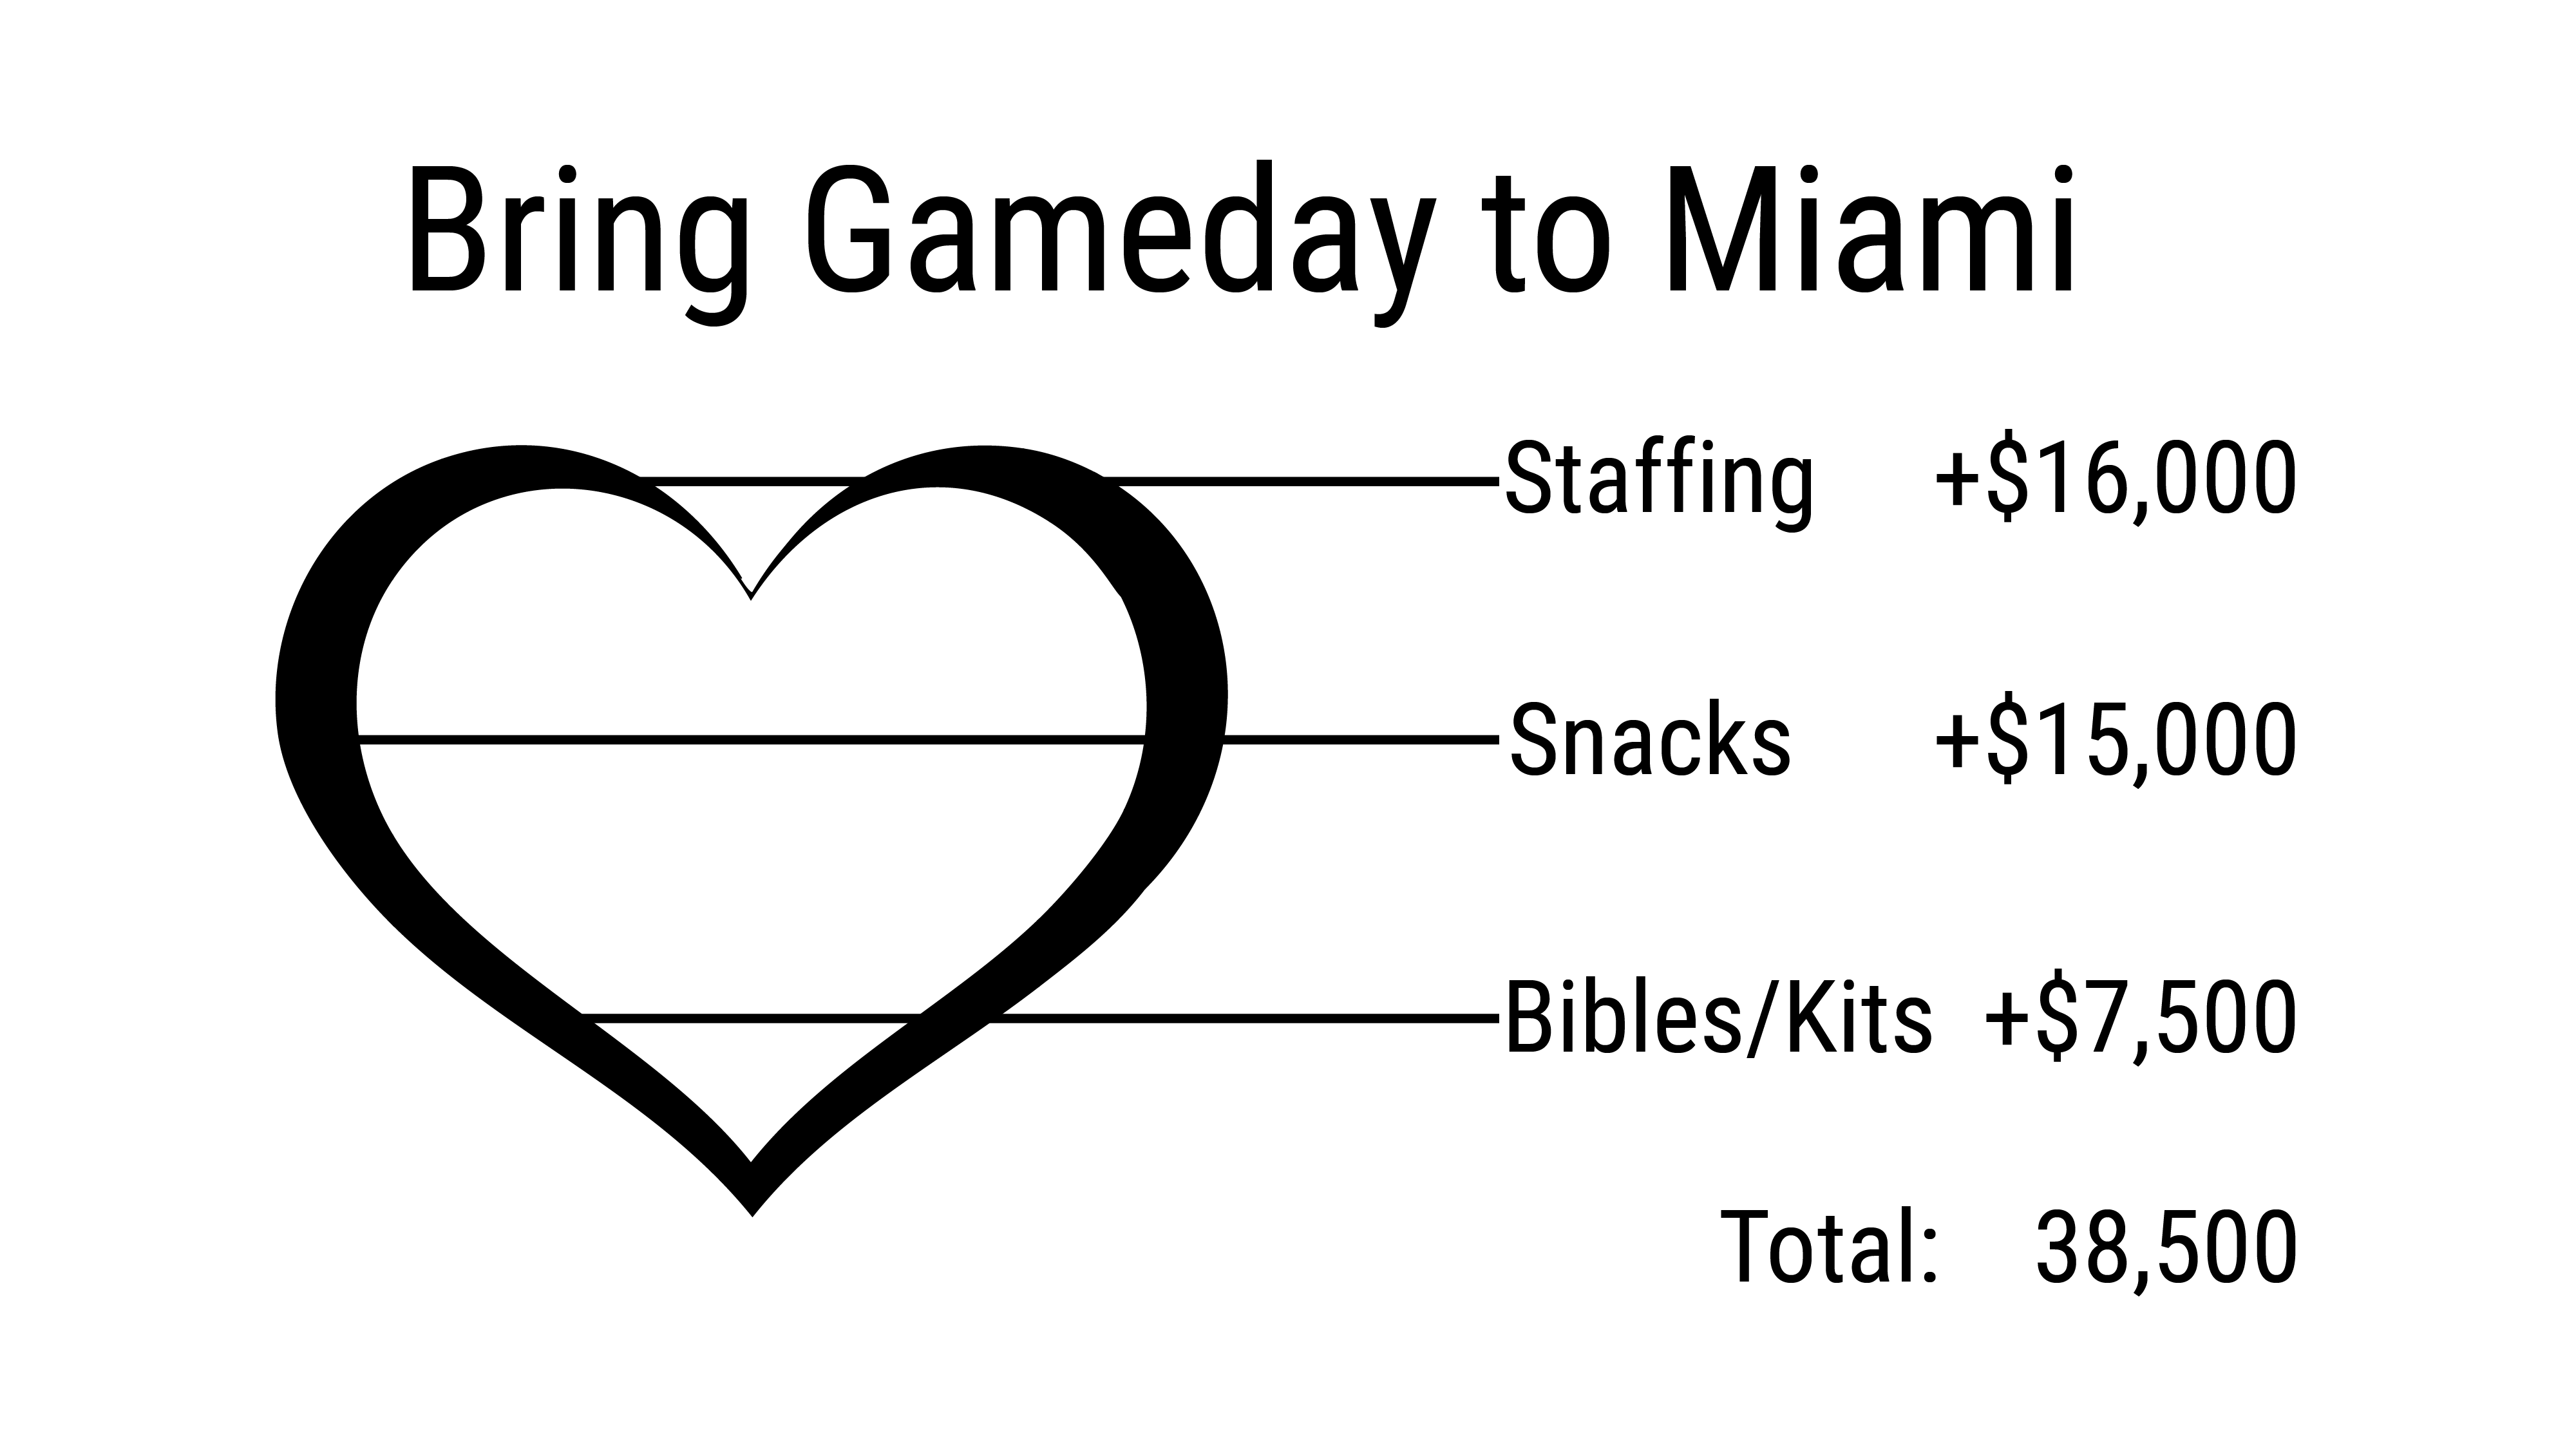 Bring Gameday to Miami
Staffing +$16,000
Snacks +$15,000
Bibles/Kits +$7,500
Total: 38,500